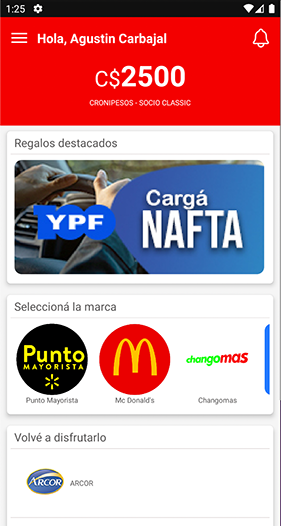 1:25
Hola, Agustin Carbajal
C$2500
CRONIPESOS - SOCIO CLASSIC
Regalos destacados
YPF
Cargá
NAFTA
Seleccioná la marca
Punto
MAYORISTA
changomas
Punto Mayorista
Mc Donald's
Changomas
Volvé a disfrutarlo
ARCOR
ARCOR